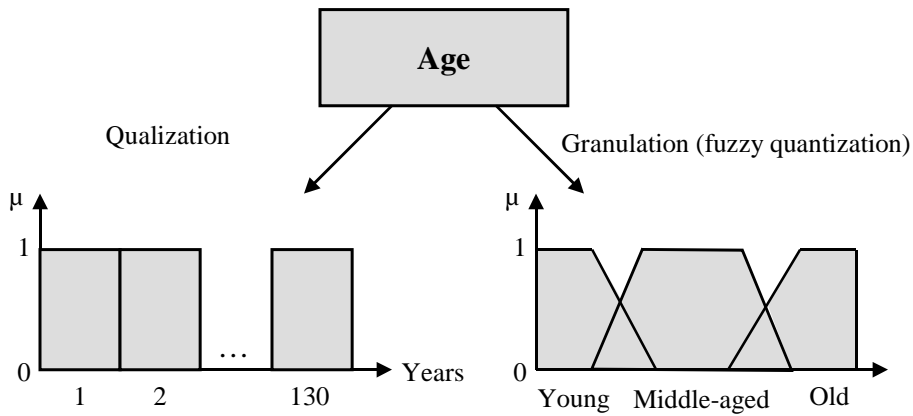 Age
Qualization
Granulation (fuzzy quantization)
μ
1
0
1
2
…
130
Years
μ
1
0
Young
Middle-aged
Old